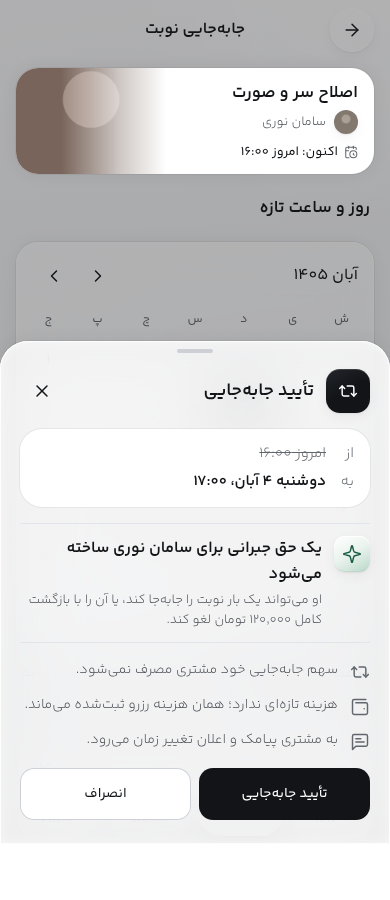 جابه‌جایی نوبت
اصلاح سر و صورت
سامان نوری
اکنون: امروز ۱۶:۰۰
روز و ساعت تازه
آبان ۱۴۰۵
ش ی د س چ پ ج
تأیید جابه‌جایی
از امروز ۱۶:۰۰
به دوشنبه ۴ آبان، ۱۷:۰۰
یک حق جبرانی برای سامان نوری ساخته
می‌شود
او می‌تواند یک بار نوبت را جابه‌جا کند، یا آن را با بازگشت
کامل ۱۲۰٬۰۰۰ تومان لغو کند.
سهم جابه‌جایی خود مشتری مصرف نمی‌شود.
هزینه تازه‌ای ندارد؛ همان هزینه رزرو ثبت‌شده می‌ماند.
به مشتری پیامک و اعلان تغییر زمان می‌رود.
تأیید جابه‌جایی
انصراف